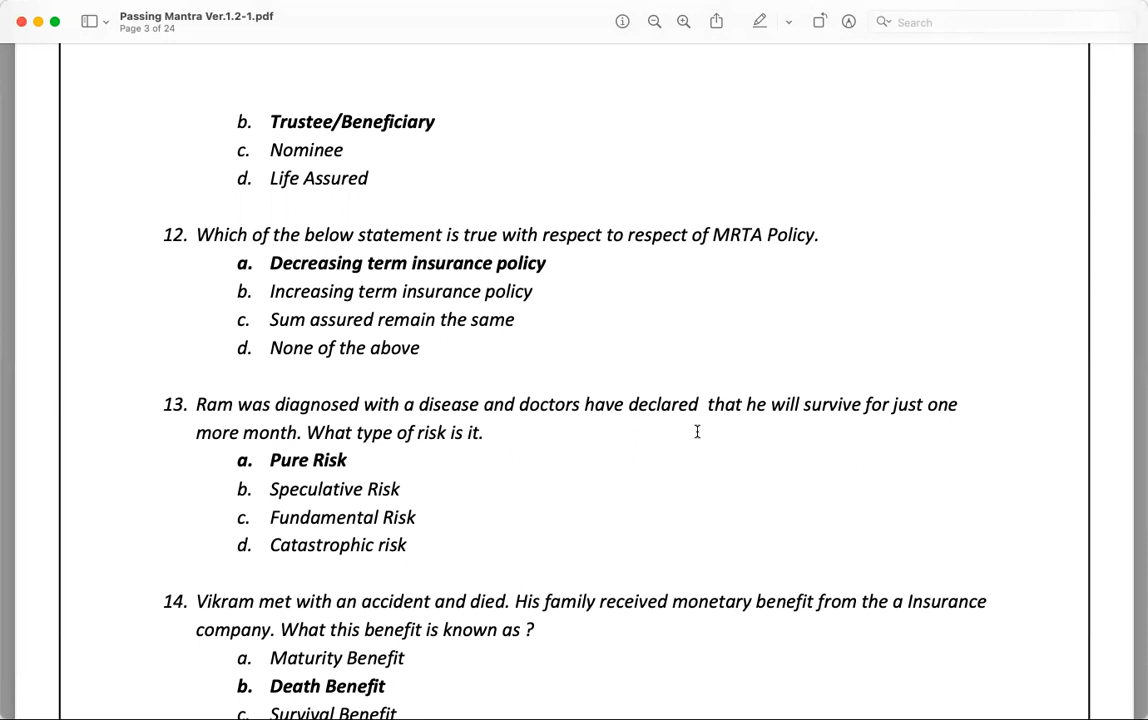 Passing Mantra Ver.1.2-1.pdf
Page 3 of 24
Search
b. Trustee/Beneficiary
c. Nominee
d. Life Assured
12. Which of the below statement is true with respect to respect of MRTA Policy.
a. Decreasing term insurance policy
b. Increasing term insurance policy
c. Sum assured remain the same
d. None of the above
13. Ram was diagnosed with a disease and doctors have declared that he will survive for just one
more month. What type of risk is it.
a. Pure Risk
b. Speculative Risk
c. Fundamental Risk
d. Catastrophic risk
14. Vikram met with an accident and died. His family received monetary benefit from the a Insurance
company. What this benefit is known as ?
a. Maturity Benefit
b. Death Benefit
c. Survival Benefit